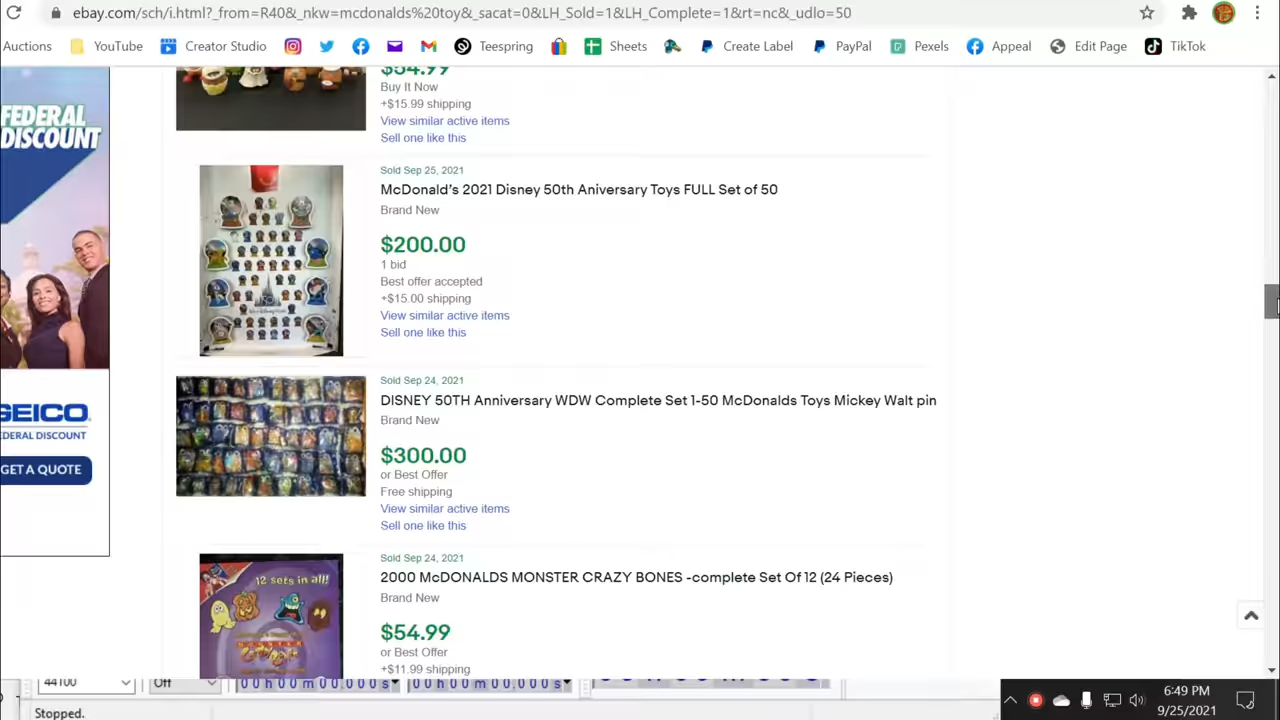 ebay.com/sch/i.html?_from=R40&_nkw=mcdonalds%20toy&_sacat=0&LH_Sold=1&LH_Complete=1&rt=nc&_udlo=50
Auctions YouTube Creator Studio Teespring Sheets Create Label PayPal Pexels Appeal Edit Page TikTok
$54.99
Buy It Now
+$15.99 shipping
View similar active items
Sell one like this
FEDERAL
DISCOUNT
GEICO
FEDERAL DISCOUNT
GET A QUOTE
Sold Sep 25, 2021
McDonald's 2021 Disney 50th Aniversary Toys FULL Set of 50
Brand New
$200.00
1 bid
Best offer accepted
+$15.00 shipping
View similar active items
Sell one like this
Sold Sep 24, 2021
DISNEY 50TH Anniversary WDW Complete Set 1-50 McDonalds Toys Mickey Walt pin
Brand New
$300.00
or Best Offer
Free shipping
View similar active items
Sell one like this
12 sets in all!
Sold Sep 24, 2021
2000 McDONALDS MONSTER CRAZY BONES -complete Set Of 12 (24 Pieces)
Brand New
$54.99
or Best Offer
+$11.99 shipping
44100 Off 00h00m00.000s 00h00m00.000s
Stopped.
6:49 PM
9/25/2021